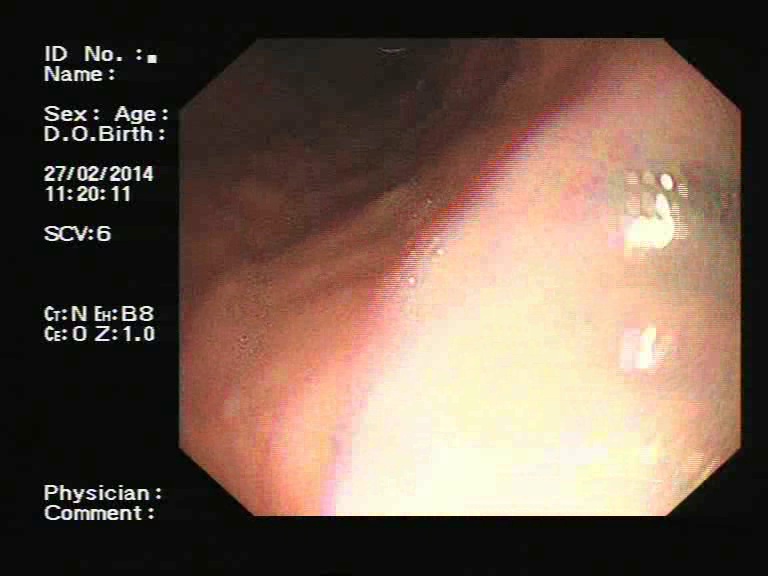 ID No. :
Name:
Sex: Age:
D.O.Birth:
27/02/2014
11:20:11
SCV:6
CT:N EH:B8
CE:0 Z:1.0
Physician:
Comment: